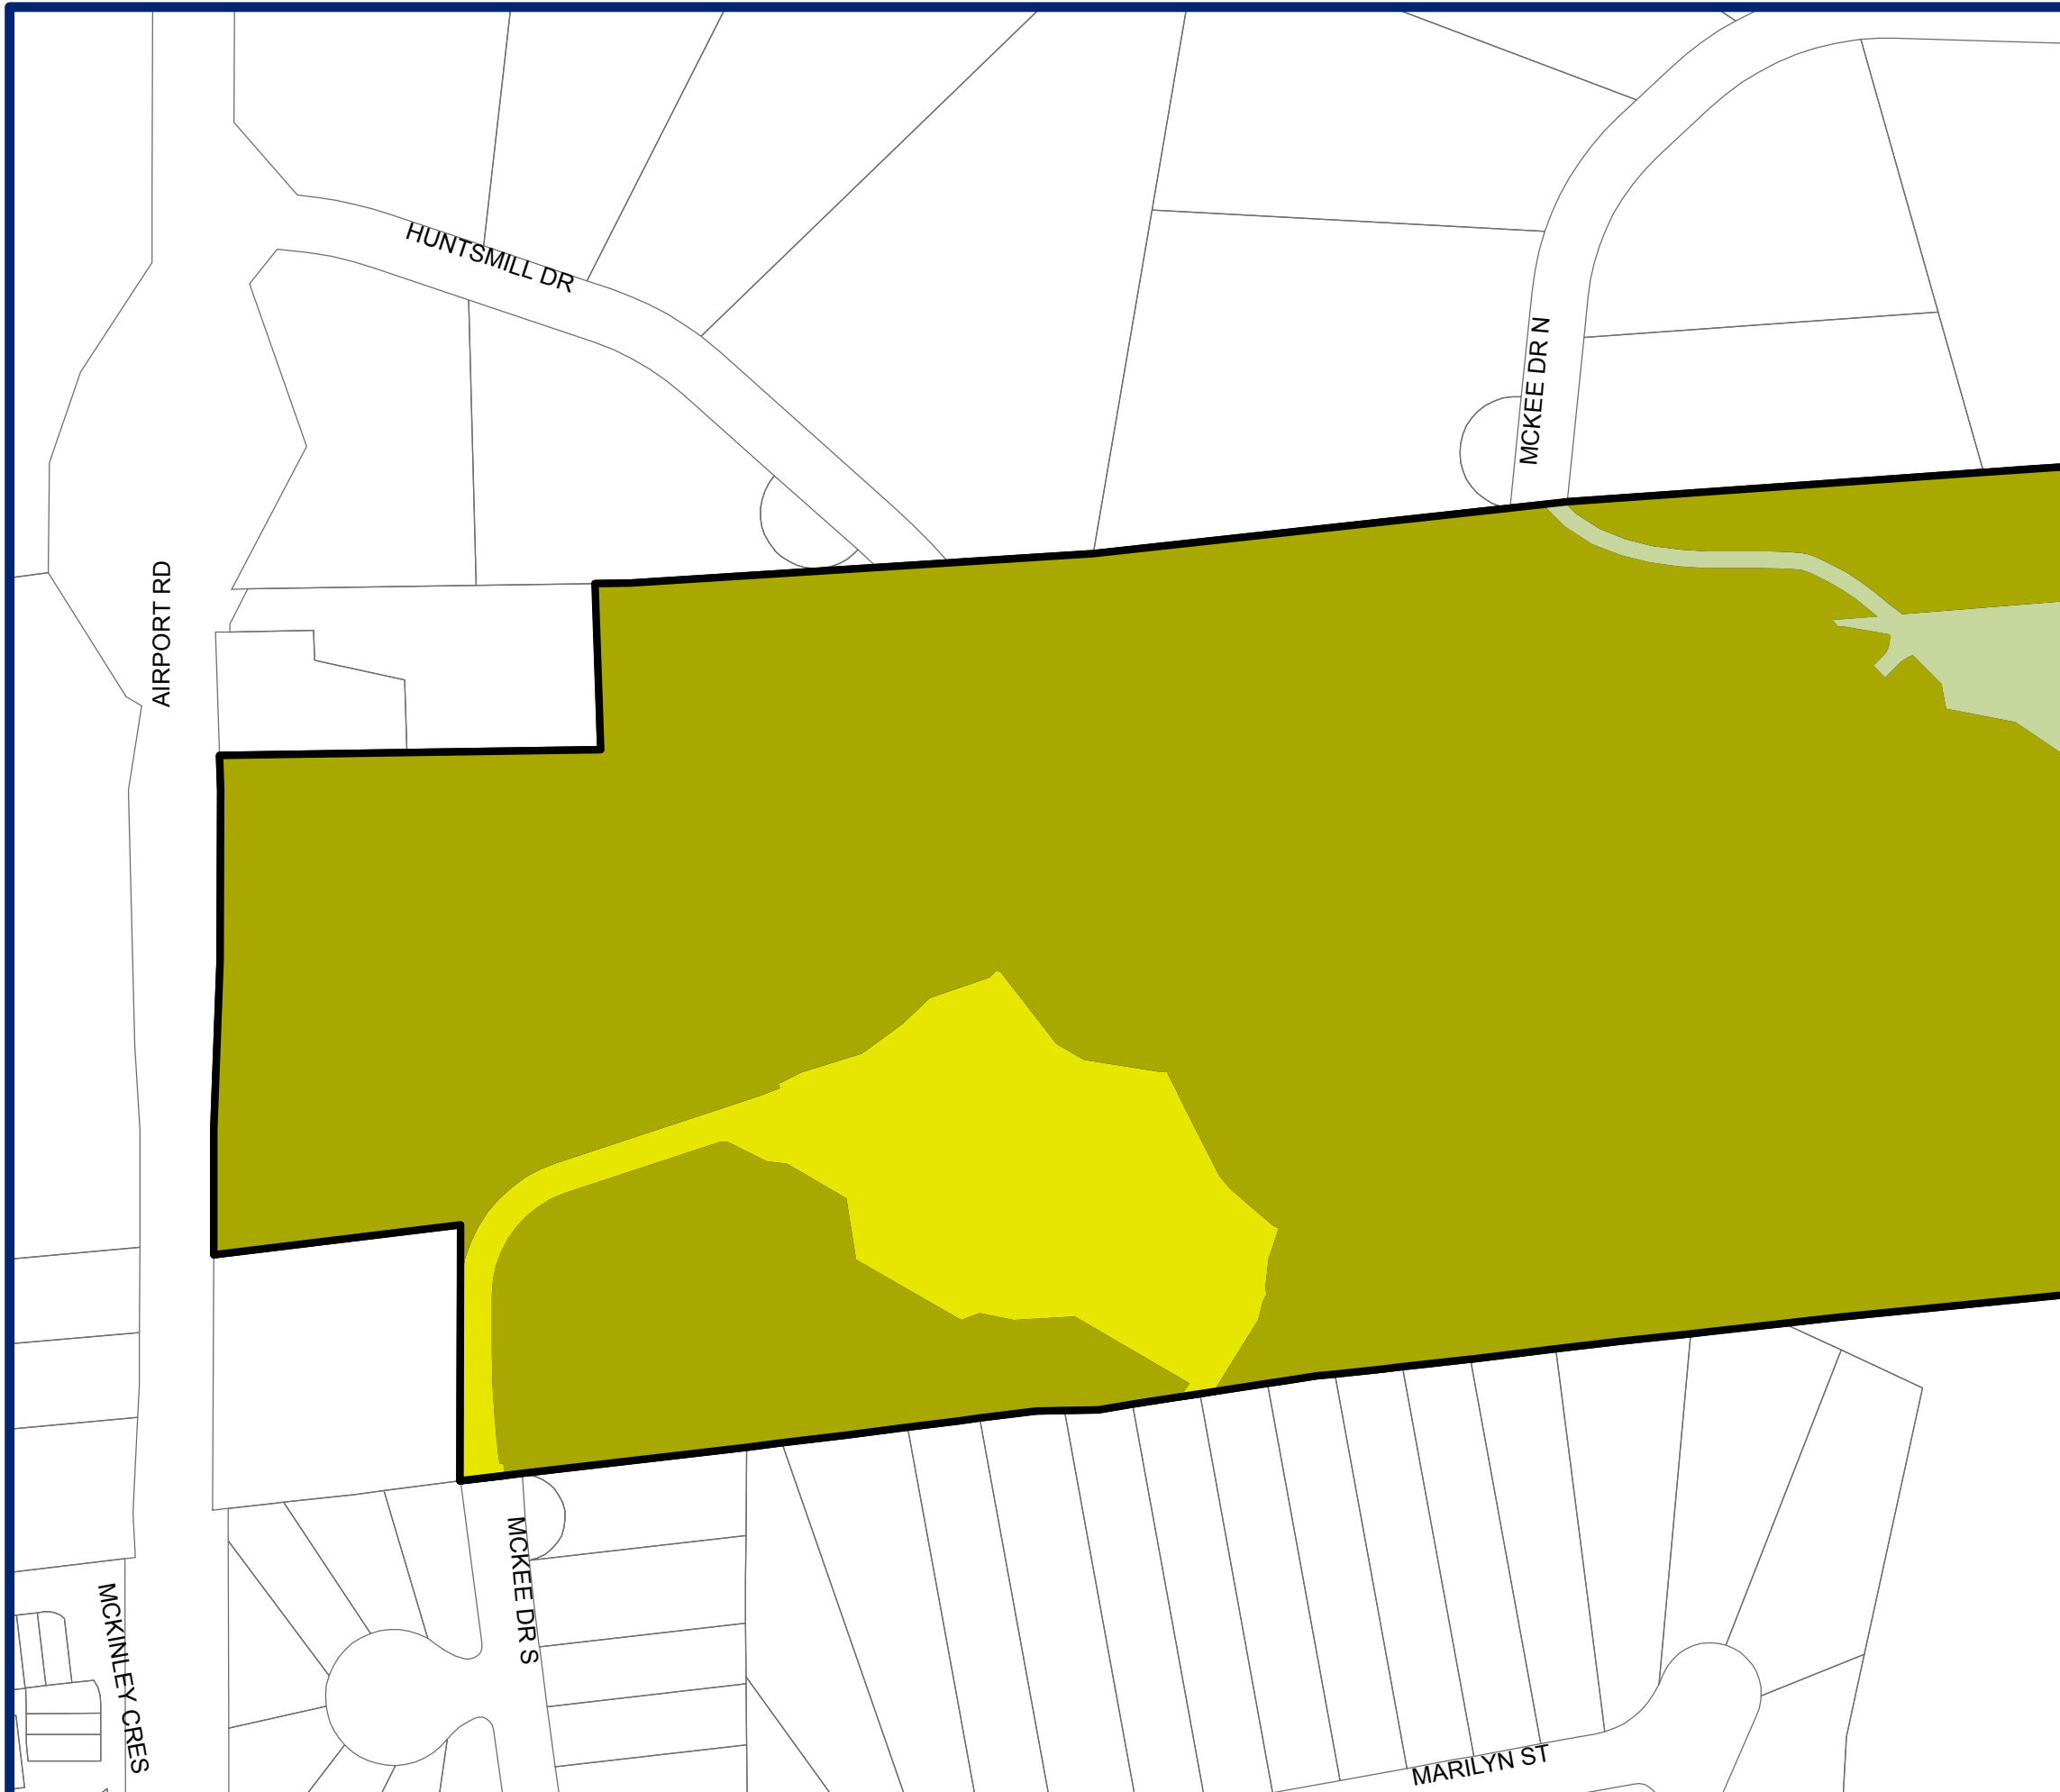 HUNTSMILL DR
MCKEE DR N
AIRPORT RD
MCKEE DR S
MCKINLEY CRES
MARILYN ST